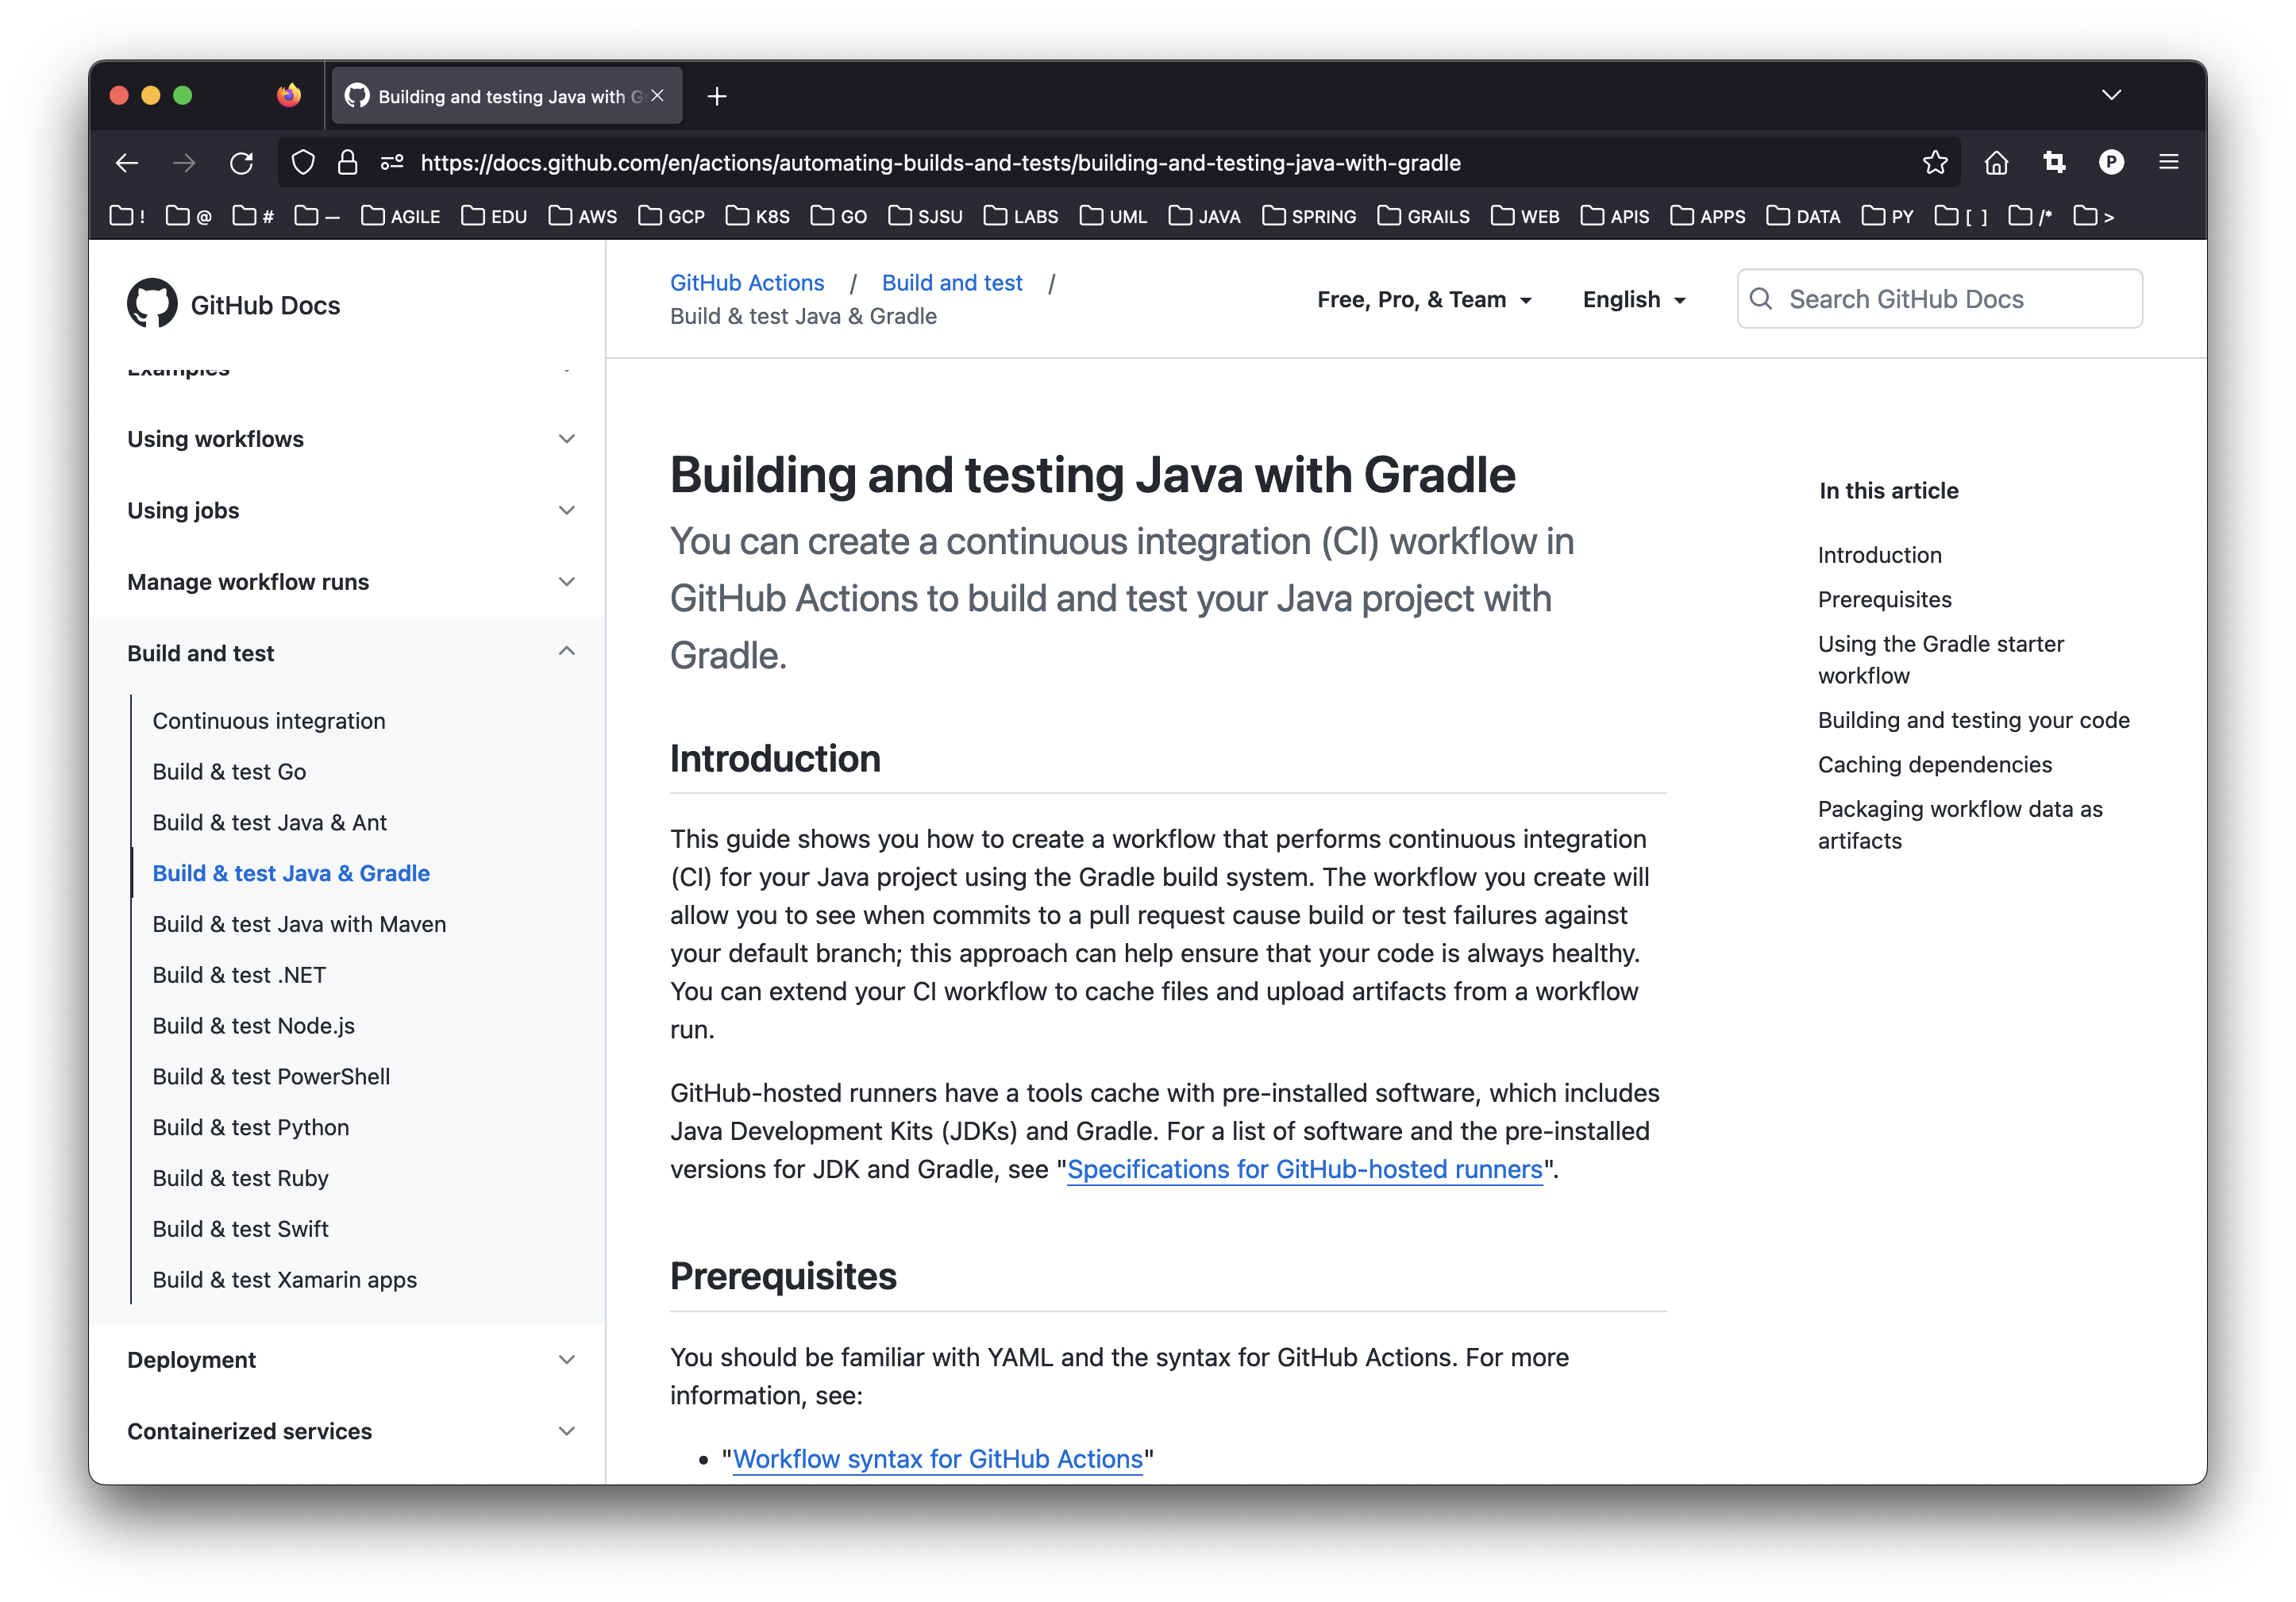 Building and testing Java with G
https://docs.github.com/en/actions/automating-builds-and-tests/building-and-testing-java-with-gradle
P
! @ # — AGILE EDU AWS GCP K8S GO SJSU LABS UML JAVA SPRING GRAILS WEB APIS APPS DATA PY [ ] /* >
GitHub Docs
Examples
Using workflows
Using jobs
Manage workflow runs
Build and test
Continuous integration
Build & test Go
Build & test Java & Ant
Build & test Java & Gradle
Build & test Java with Maven
Build & test .NET
Build & test Node.js
Build & test PowerShell
Build & test Python
Build & test Ruby
Build & test Swift
Build & test Xamarin apps
Deployment
Containerized services
GitHub Actions / Build and test /
Build & test Java & Gradle
Free, Pro, & Team
English
Search GitHub Docs
Building and testing Java with Gradle
You can create a continuous integration (CI) workflow in
GitHub Actions to build and test your Java project with
Gradle.
Introduction
This guide shows you how to create a workflow that performs continuous integration
(CI) for your Java project using the Gradle build system. The workflow you create will
allow you to see when commits to a pull request cause build or test failures against
your default branch; this approach can help ensure that your code is always healthy.
You can extend your CI workflow to cache files and upload artifacts from a workflow
run.
GitHub-hosted runners have a tools cache with pre-installed software, which includes
Java Development Kits (JDKs) and Gradle. For a list of software and the pre-installed
versions for JDK and Gradle, see "Specifications for GitHub-hosted runners".
Prerequisites
You should be familiar with YAML and the syntax for GitHub Actions. For more
information, see:
• "Workflow syntax for GitHub Actions"
In this article
Introduction
Prerequisites
Using the Gradle starter
workflow
Building and testing your code
Caching dependencies
Packaging workflow data as
artifacts